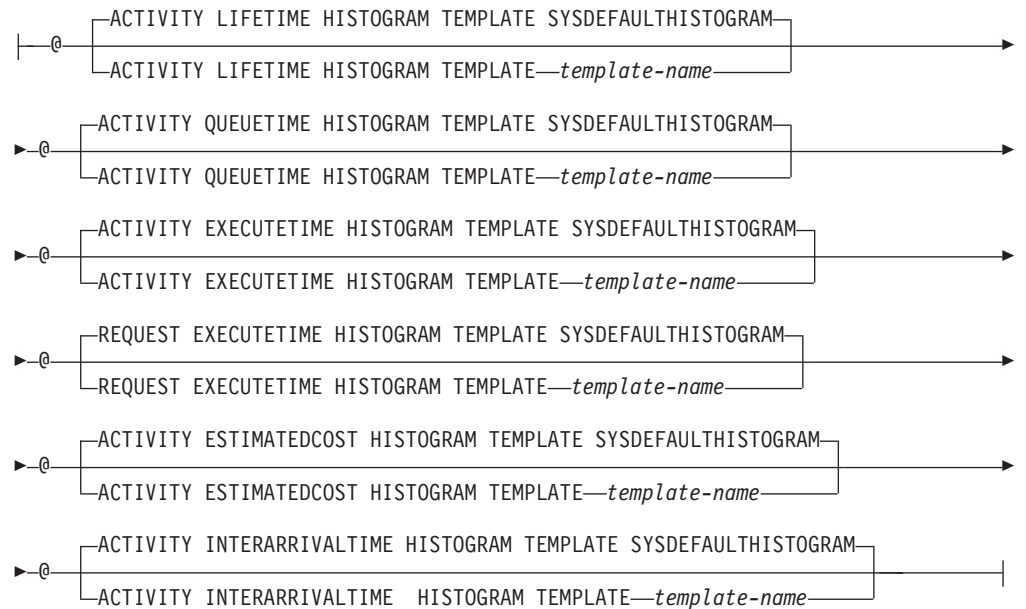 ACTIVITY LIFETIME HISTOGRAM TEMPLATE SYSDEFAULTHISTOGRAM
@
ACTIVITY LIFETIME HISTOGRAM TEMPLATE template-name
ACTIVITY QUEUETIME HISTOGRAM TEMPLATE SYSDEFAULTHISTOGRAM
@
ACTIVITY QUEUETIME HISTOGRAM TEMPLATE template-name
ACTIVITY EXECUTETIME HISTOGRAM TEMPLATE SYSDEFAULTHISTOGRAM
@
ACTIVITY EXECUTETIME HISTOGRAM TEMPLATE template-name
REQUEST EXECUTETIME HISTOGRAM TEMPLATE SYSDEFAULTHISTOGRAM
@
REQUEST EXECUTETIME HISTOGRAM TEMPLATE template-name
ACTIVITY ESTIMATEDCOST HISTOGRAM TEMPLATE SYSDEFAULTHISTOGRAM
@
ACTIVITY ESTIMATEDCOST HISTOGRAM TEMPLATE template-name
ACTIVITY INTERARRIVALTIME HISTOGRAM TEMPLATE SYSDEFAULTHISTOGRAM
@
ACTIVITY INTERARRIVALTIME HISTOGRAM TEMPLATE template-name